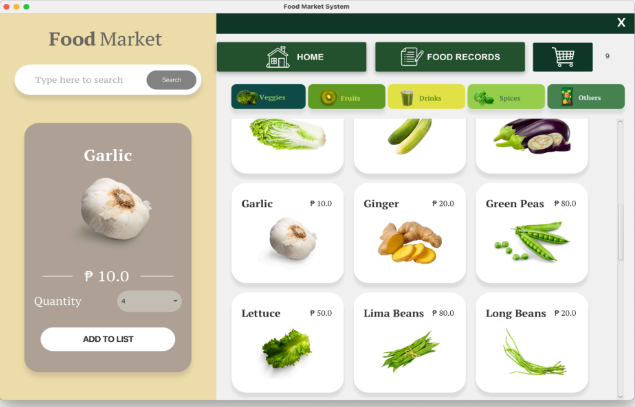 Food Market System
X
Food Market
Type here to search
Search
HOME
FOOD RECORDS
9
Veggies
Fruits
Drinks
Spices
Others
Garlic
₱ 10.0
Quantity
4
ADD TO LIST
Garlic ₱ 10.0
Ginger ₱ 20.0
Green Peas ₱ 80.0
Lettuce ₱ 50.0
Lima Beans ₱ 80.0
Long Beans ₱ 20.0